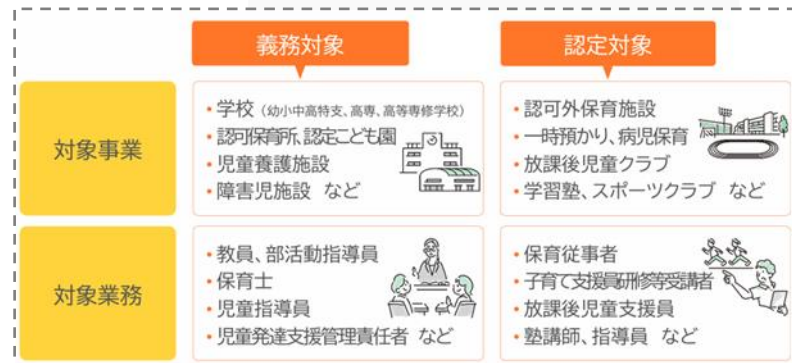 義務対象
認定対象
対象事業
・学校（幼小中高特支、高専、高等専修学校）
・認可保育所、認定こども園
・児童養護施設
・障害児施設 など
・認可外保育施設
・一時預かり、病児保育
・放課後児童クラブ
・学習塾、スポーツクラブ など
対象業務
・教員、部活動指導員
・保育士
・児童指導員
・児童発達支援管理責任者 など
・保育従事者
・子育て支援員研修等受講者
・放課後児童支援員
・塾講師、指導員 など